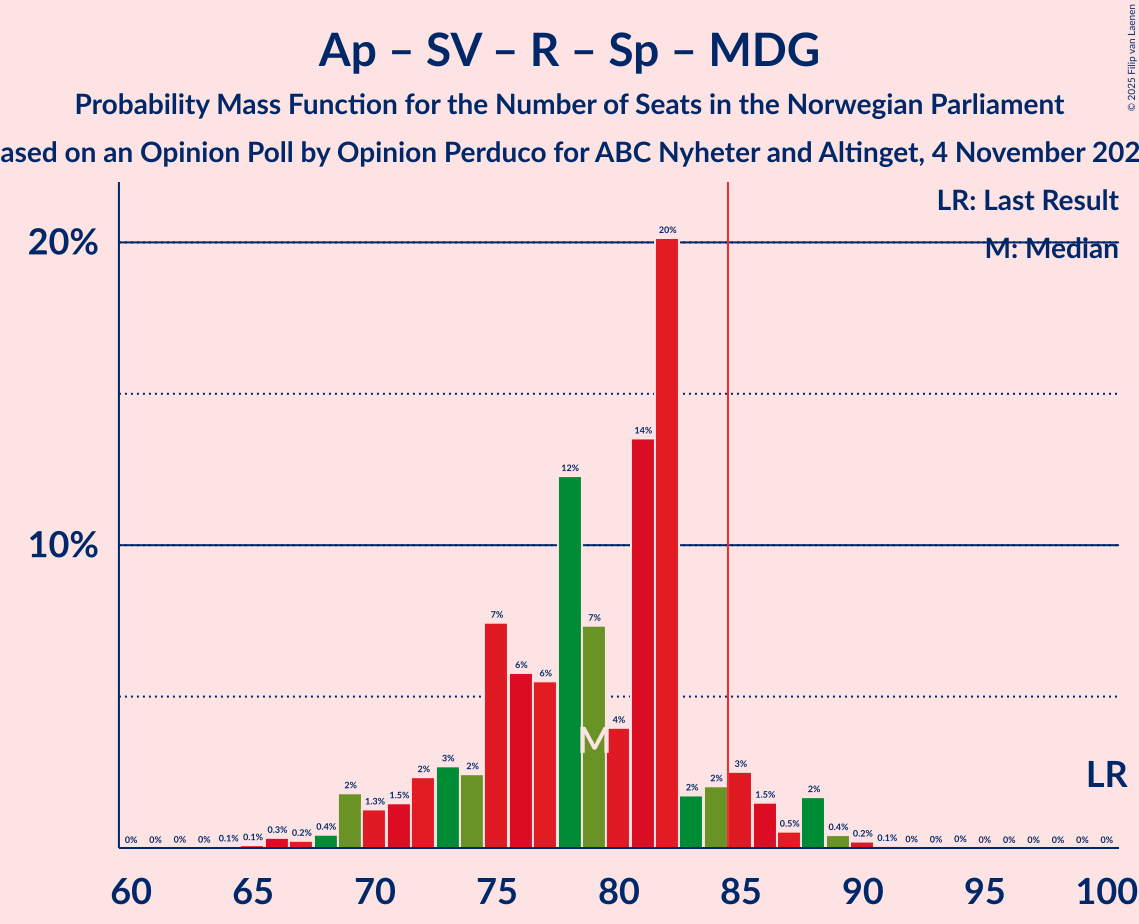 Ap – SV – R – Sp – MDG
Probability Mass Function for the Number of Seats in the Norwegian Parliament
ased on an Opinion Poll by Opinion Perduco for ABC Nyheter and Altinget, 4 November 202
© 2025 Filip van Laenen
LR: Last Result
M: Median
20%
10%
0% 0% 0% 0% 0.1% 0.1% 0.3% 0.2% 0.4% 2% 1.3% 1.5% 2% 3% 2% 7% 6% 6% 12% 7% 4% 14% 20% 2% 2% 3% 1.5% 0.5% 2% 0.4% 0.2% 0.1% 0% 0% 0% 0% 0% 0% 0% 0% 0%
M
LR
60 65 70 75 80 85 90 95 100